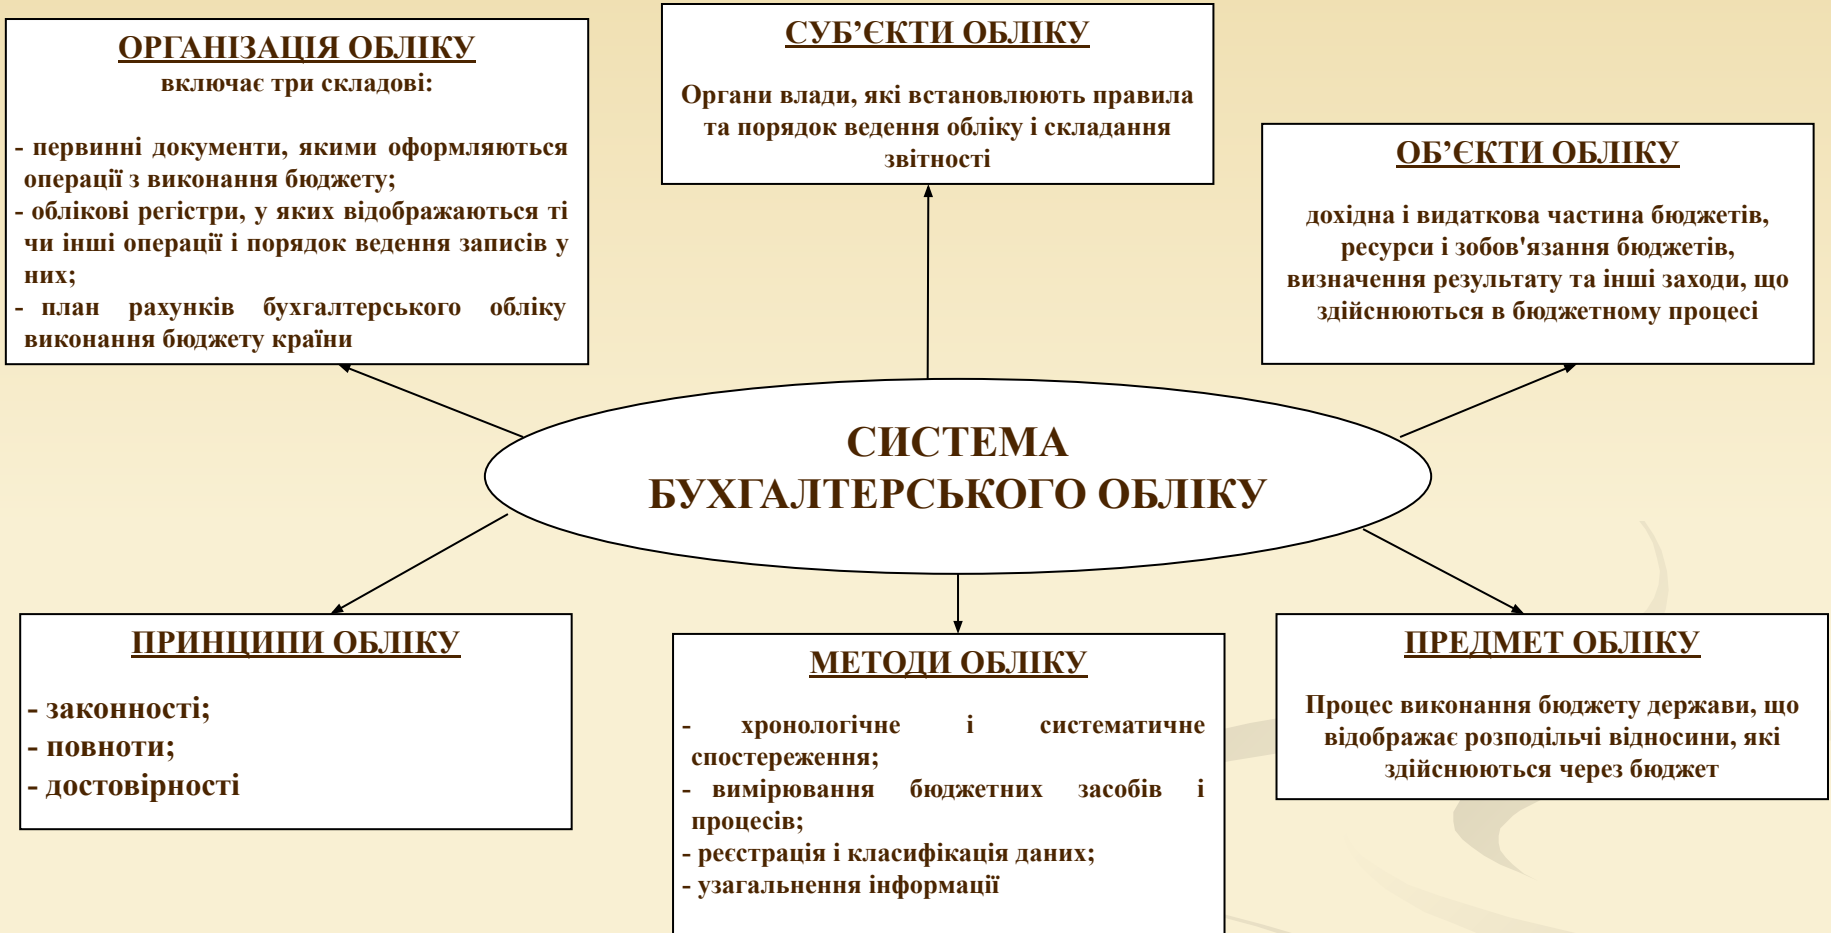 ОРГАНІЗАЦІЯ ОБЛІКУ
включає три складові:
- первинні документи, якими оформляються
операції з виконання бюджету;
- облікові регістри, у яких відображаються ті
чи інші операції і порядок ведення записів у
них;
- план рахунків бухгалтерського обліку
виконання бюджету країни
СУБ’ЄКТИ ОБЛІКУ
Органи влади, які встановлюють правила
та порядок ведення обліку і складання
звітності
ОБ’ЄКТИ ОБЛІКУ
дохідна і видаткова частина бюджетів,
ресурси і зобов'язання бюджетів,
визначення результату та інші заходи, що
здійснюються в бюджетному процесі
СИСТЕМА
БУХГАЛТЕРСЬКОГО ОБЛІКУ
ПРИНЦИПИ ОБЛІКУ
- законності;
- повноти;
- достовірності
МЕТОДИ ОБЛІКУ
- хронологічне і систематичне
спостереження;
- вимірювання бюджетних засобів і
процесів;
- реєстрація і класифікація даних;
- узагальнення інформації
ПРЕДМЕТ ОБЛІКУ
Процес виконання бюджету держави, що
відображає розподільчі відносини, які
здійснюються через бюджет